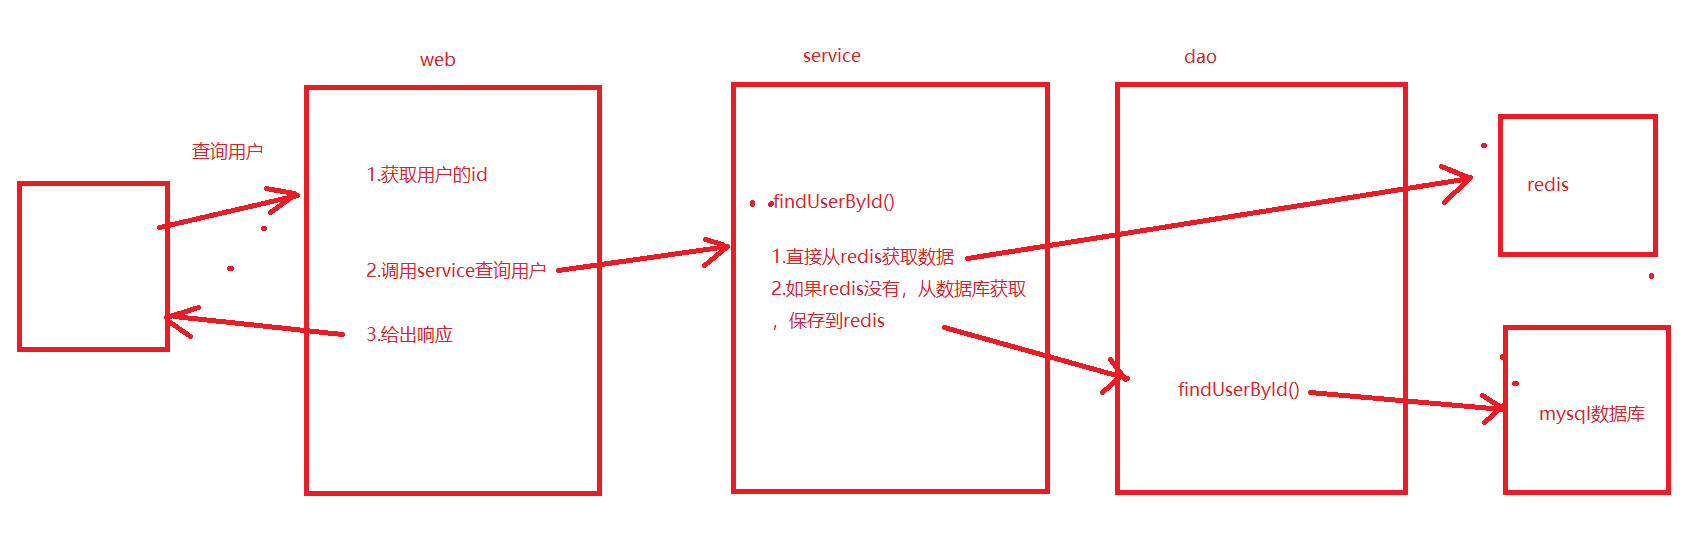 web
service
dao
查询用户
1.获取用户的id
2.调用service查询用户
3.给出响应
findUserById()
1.直接从redis获取数据
2.如果redis没有，从数据库获取
，保存到redis
findUserById()
redis
mysql数据库